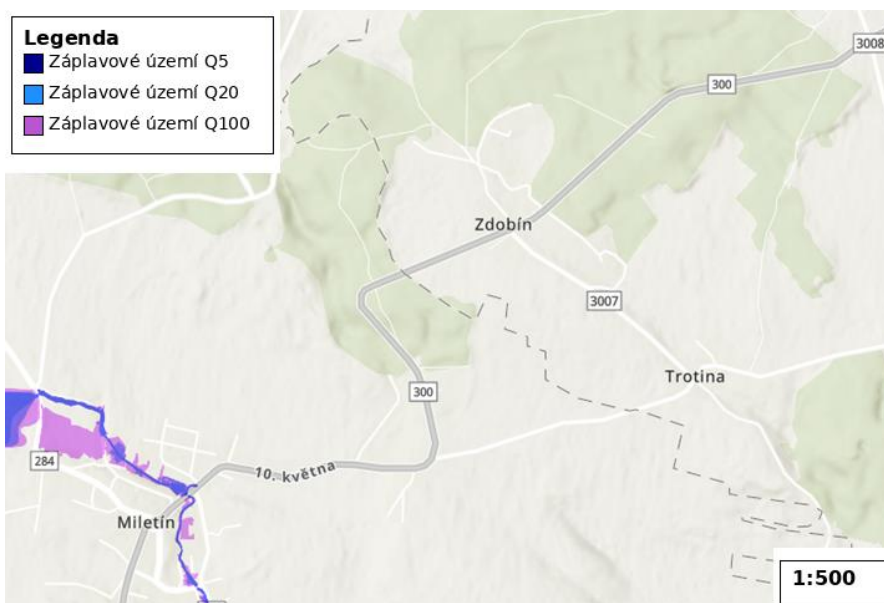 Legenda
Záplavové území Q5
Záplavové území Q20
Záplavové území Q100
3008
300
Zdobín
3007
Trotina
300
284
10. května
Miletín
1:500